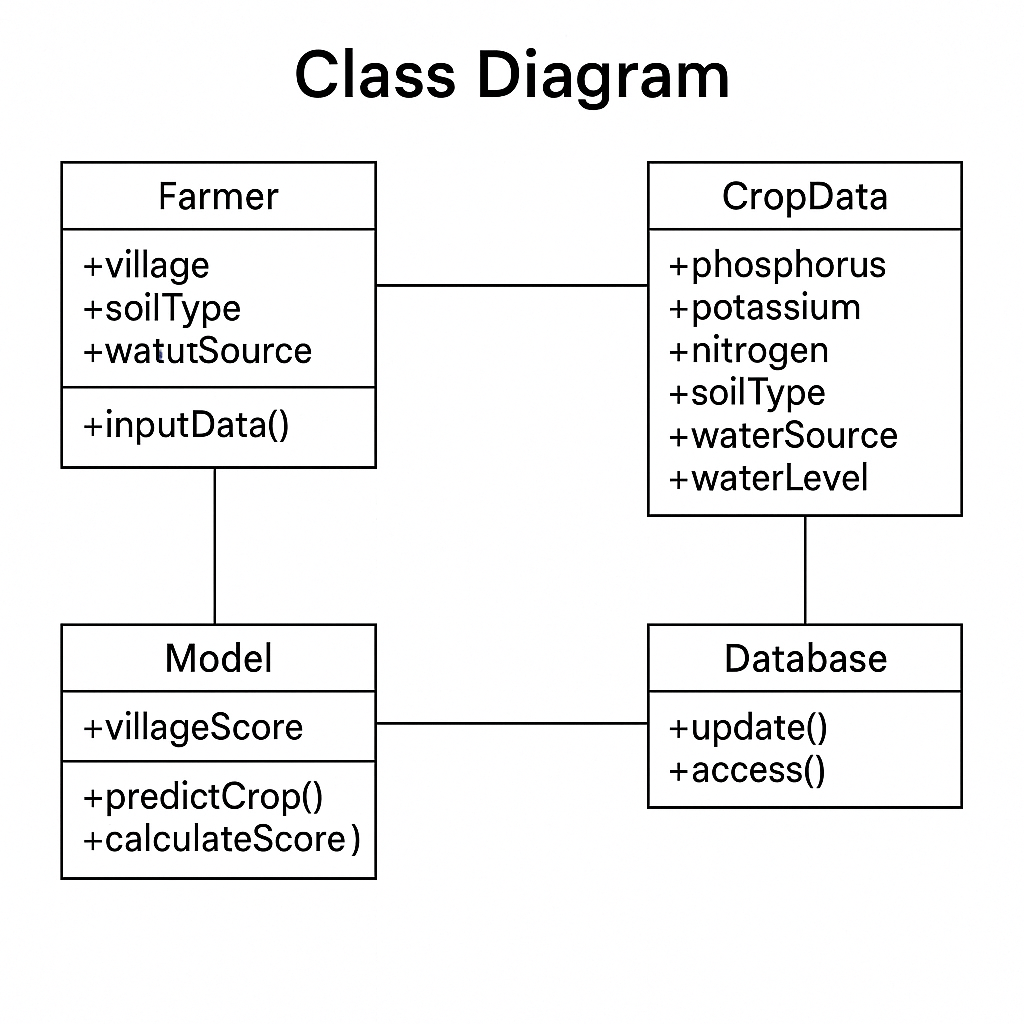 Class Diagram
Farmer
+village
+soilType
+watutSource
+inputData()
CropData
+phosphorus
+potassium
+nitrogen
+soilType
+waterSource
+waterLevel
Model
+villageScore
+predictCrop()
+calculateScore)
Database
+update()
+access()